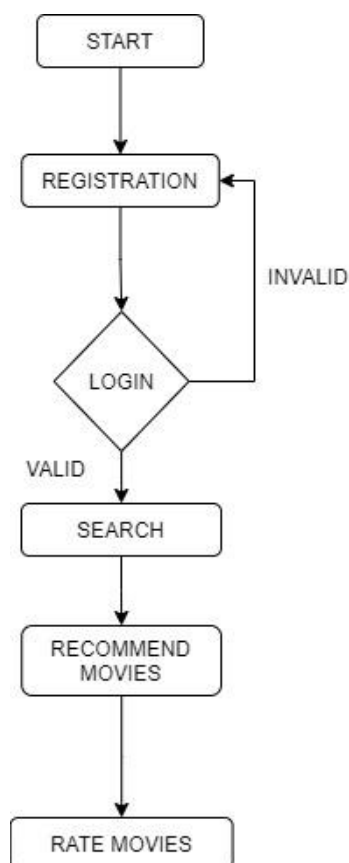 START
REGISTRATION
INVALID
LOGIN
VALID
SEARCH
RECOMMEND
MOVIES
RATE MOVIES